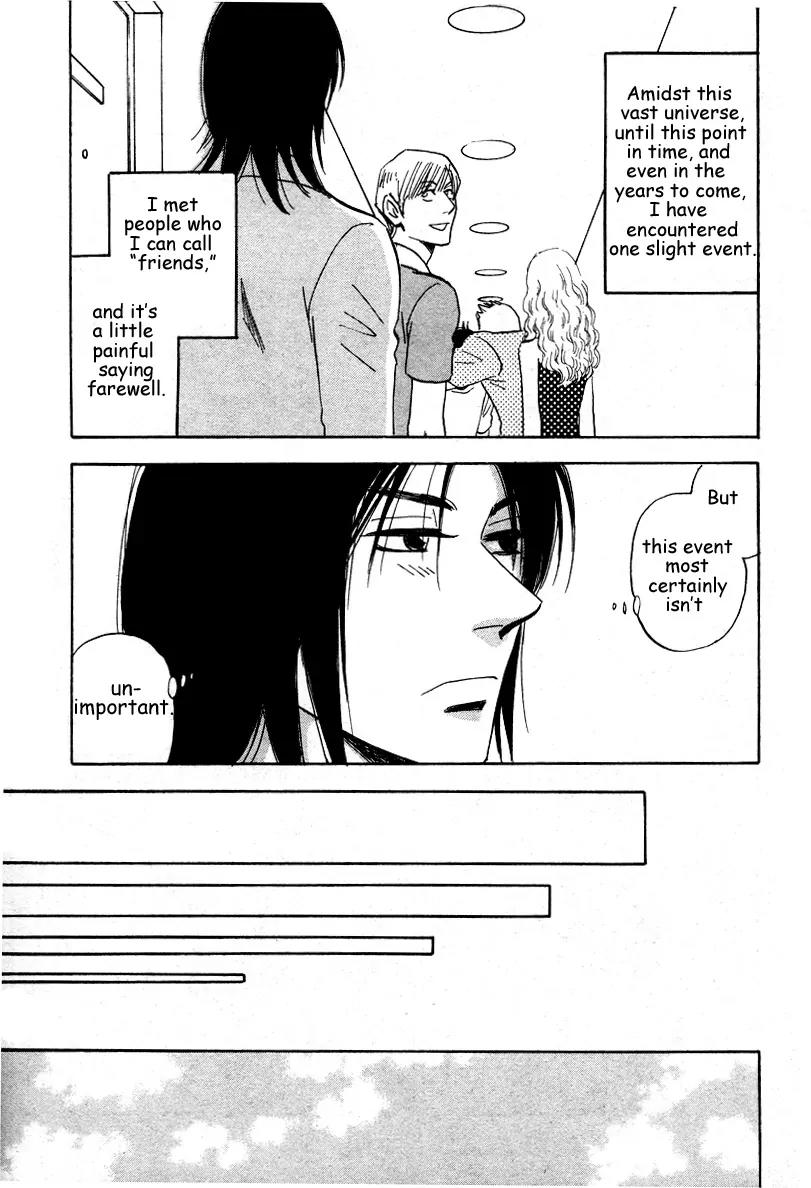 Amidst this
vast universe,
until this point
in time, and
even in the
years to come,
I have
encountered
one slight event.
I met
people who
I can call
“friends,”
and it's
a little
painful
saying
farewell.
But
this event
most
certainly
isn't
un-
important.